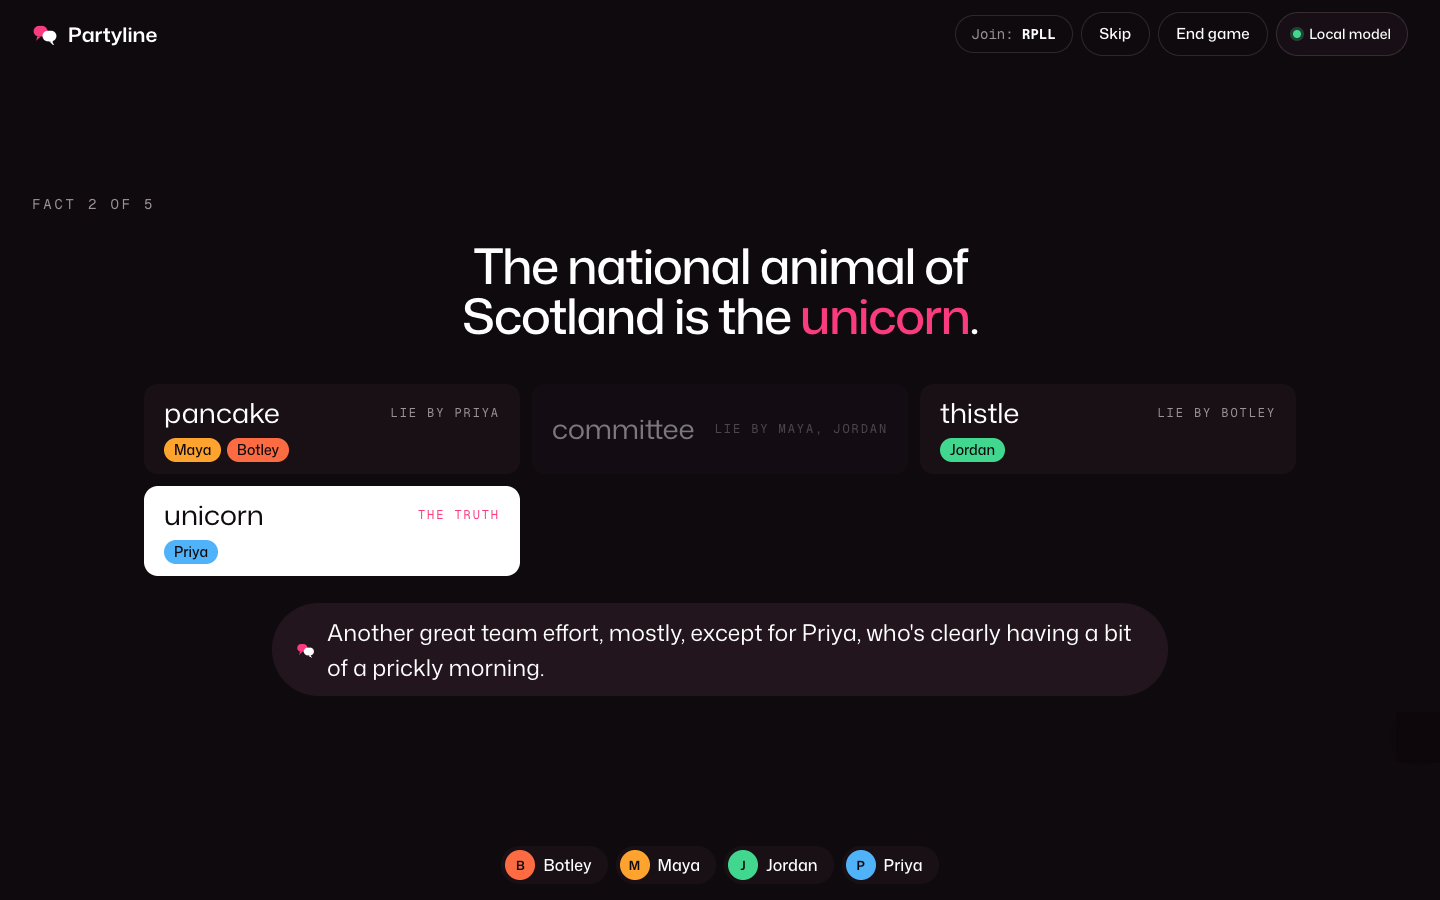 Partyline
Join: RPLL
Skip
End game
Local model
FACT 2 OF 5
The national animal of
Scotland is the unicorn.
pancake
LIE BY PRIYA
Maya
Botley
committee
LIE BY MAYA, JORDAN
thistle
LIE BY BOTLEY
Jordan
unicorn
THE TRUTH
Priya
Another great team effort, mostly, except for Priya, who's clearly having a bit
of a prickly morning.
B Botley
M Maya
J Jordan
P Priya